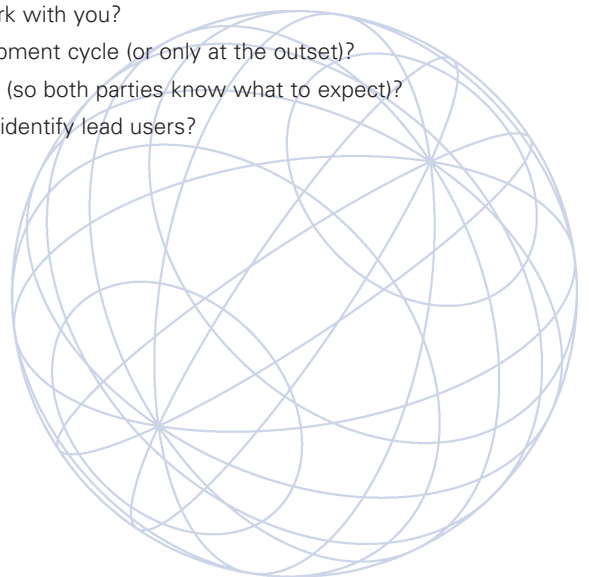 rk with you?
pment cycle (or only at the outset)?
(so both parties know what to expect)?
identify lead users?